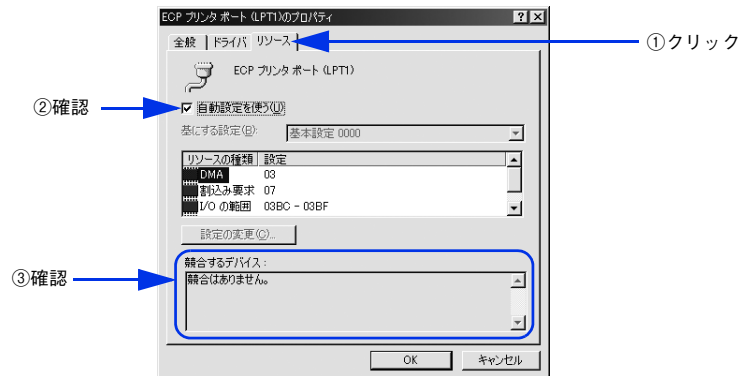 ECP プリンタ ポート (LPT1)のプロパティ
全般 ドライバ リソース
①クリック
ECP プリンタ ポート (LPT1)
②確認
自動設定を使う(U)
基にする設定(B): 基本設定 0000
リソースの種類 設定
DMA 03
割込み要求 07
I/O の範囲 03BC - 03BF
設定の変更(C)...
競合するデバイス :
③確認
競合はありません。
OK キャンセル